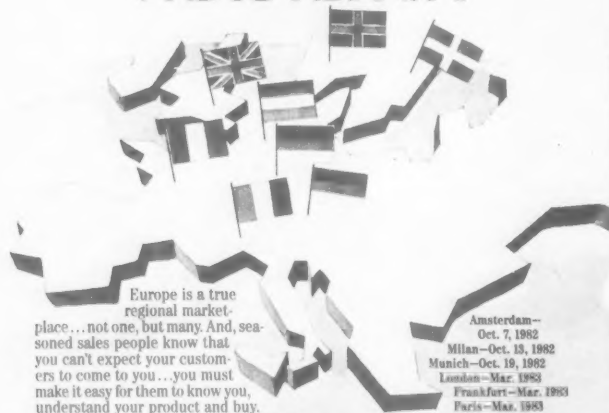 Europe is a true
regional market-
place...not one, but many. And, sea-
soned sales people know that
you can't expect your custom-
ers to come to you...you must
make it easy for them to know you,
understand your product and buy.
Amsterdam—
Oct. 7, 1982
Milan—Oct. 13, 1982
Munich—Oct. 19, 1982
London—Mar. 1983
Frankfurt—Mar. 1983
Paris—Mar. 1983